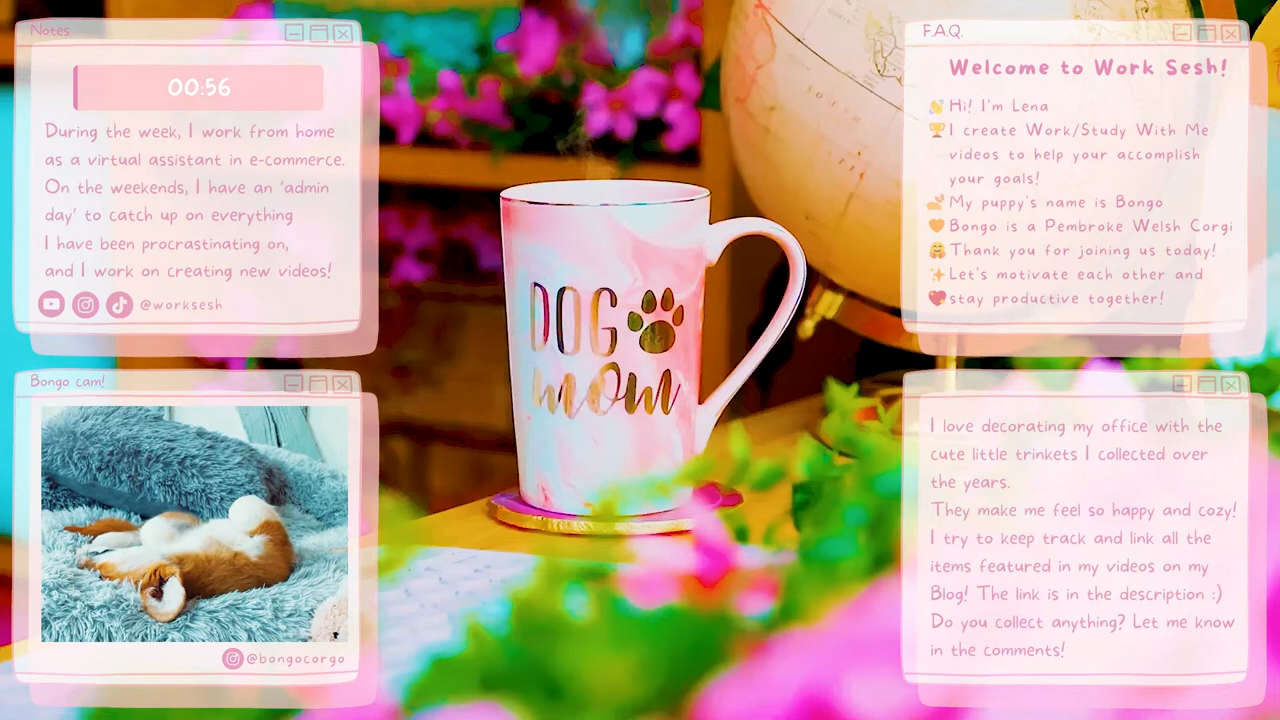 Notes
00:56
During the week, I work from home
as a virtual assistant in e-commerce.
On the weekends, I have an 'admin
day' to catch up on everything
I have been procrastinating on,
and I work on creating new videos!
@worksesh
Bongo cam!
@bongocorgo
DOG
mom
F.A.Q.
Welcome to Work Sesh!
Hi! I'm Lena
I create Work/Study With Me
videos to help your accomplish
your goals!
My puppy's name is Bongo
Bongo is a Pembroke Welsh Corgi
Thank you for joining us today!
Let's motivate each other and
stay productive together!
I love decorating my office with the
cute little trinkets I collected over
the years.
They make me feel so happy and cozy!
I try to keep track and link all the
items featured in my videos on my
Blog! The link is in the description :)
Do you collect anything? Let me know
in the comments!